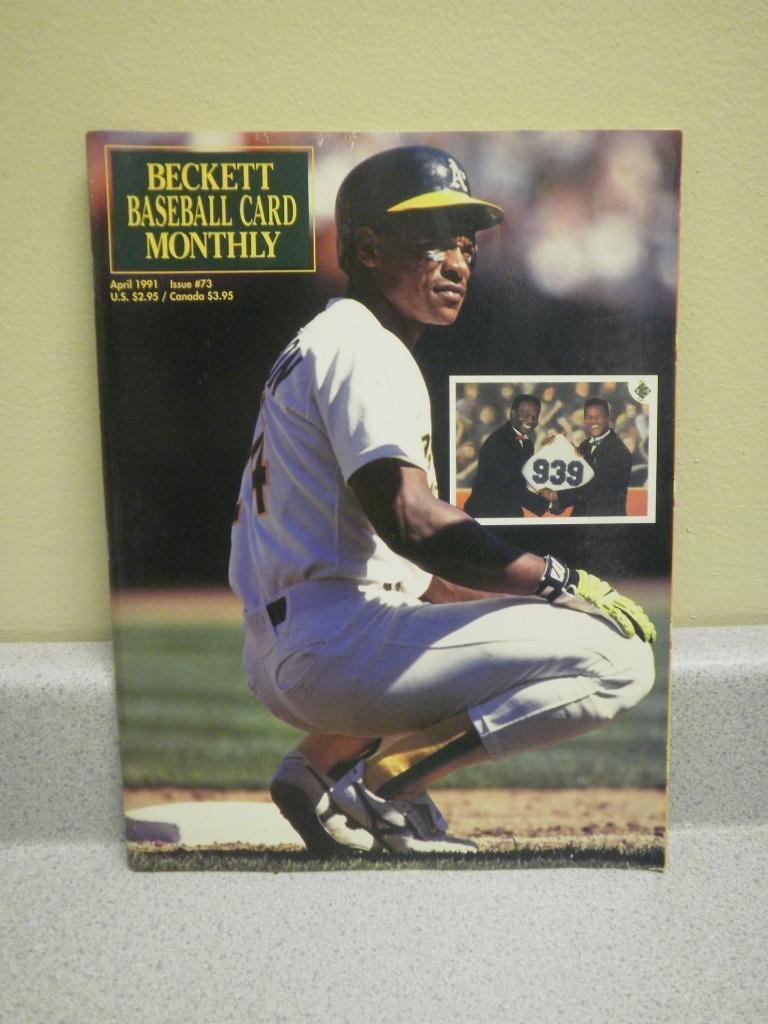 BECKETT
BASEBALL CARD
MONTHLY
April 1991 Issue #73
U.S. $2.95 / Canada $3.95
A's
939